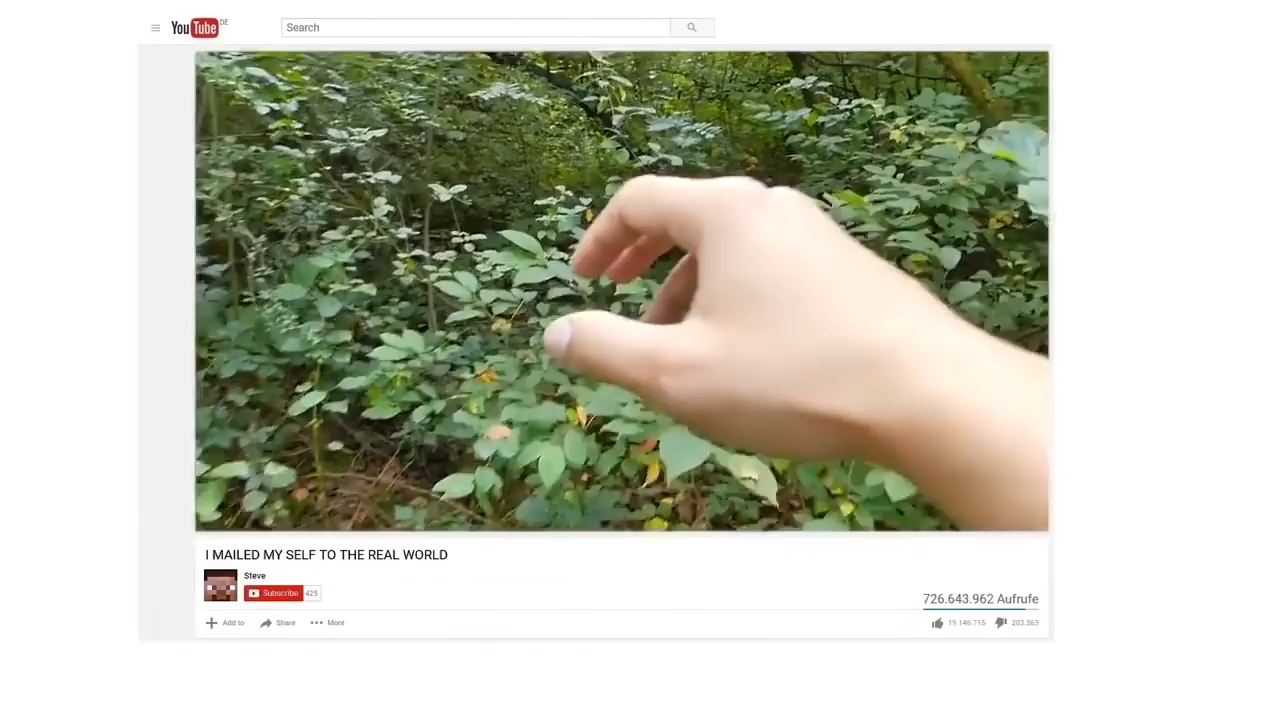 YouTube DE
Search
I MAILED MY SELF TO THE REAL WORLD
Steve
Subscribe 425
726.643.962 Aufrufe
Add to Share More
19.146.715 203.363